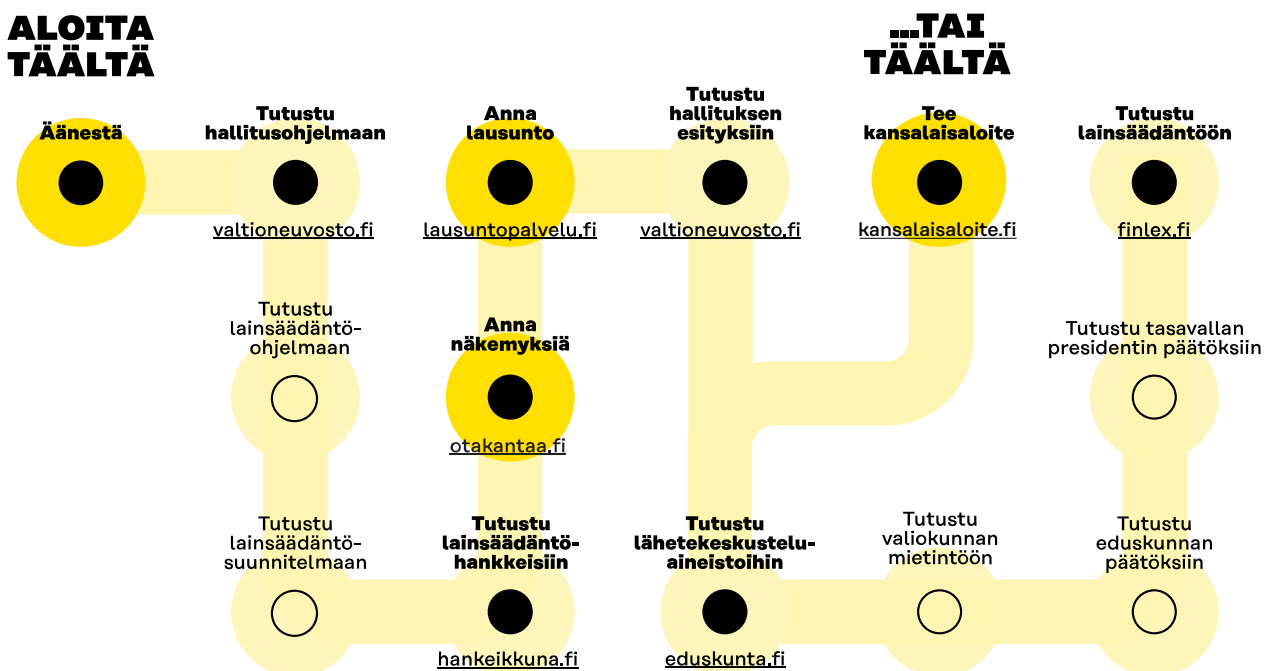 ALOITA
TÄÄLTÄ
...TAI
TÄÄLTÄ
Äänestä
Tutustu
hallitusohjelmaan
valtioneuvosto.fi
Anna
lausunto
lausuntopalvelu.fi
Tutustu
hallituksen
esityksiin
valtioneuvosto.fi
Tee
kansalaisaloite
kansalaisaloite.fi
Tutustu
lainsäädäntöön
finlex.fi
Tutustu
lainsäädäntö-
ohjelmaan
Anna
näkemyksiä
otakantaa.fi
Tutustu tasavallan
presidentin päätöksiin
Tutustu
lainsäädäntö-
suunnitelmaan
Tutustu
lainsäädäntö-
hankkeisiin
hankeikkuna.fi
Tutustu
lähetekeskustelu-
aineistoihin
eduskunta.fi
Tutustu
valiokunnan
mietintöön
Tutustu
eduskunnan
päätöksiin